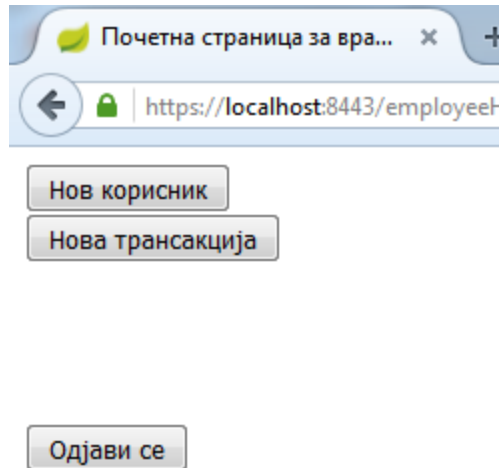 Почетна страница за вра...
https://localhost:8443/employeeH
Нов корисник
Нова трансакција
Одјави се